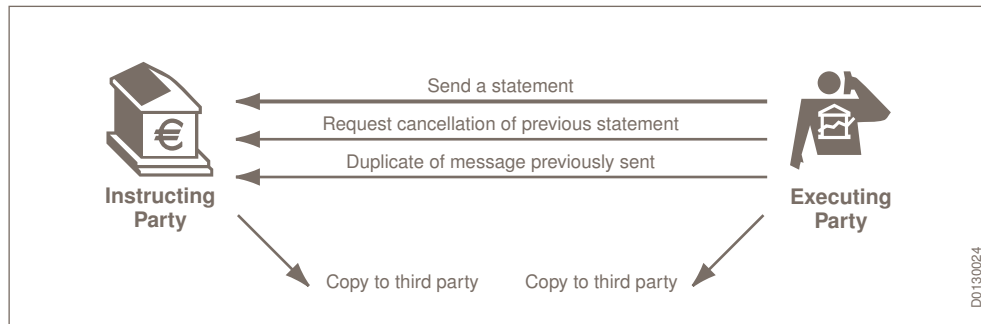 Send a statement
Request cancellation of previous statement
Duplicate of message previously sent
€
Instructing
Party
Executing
Party
Copy to third party
Copy to third party
D0130024